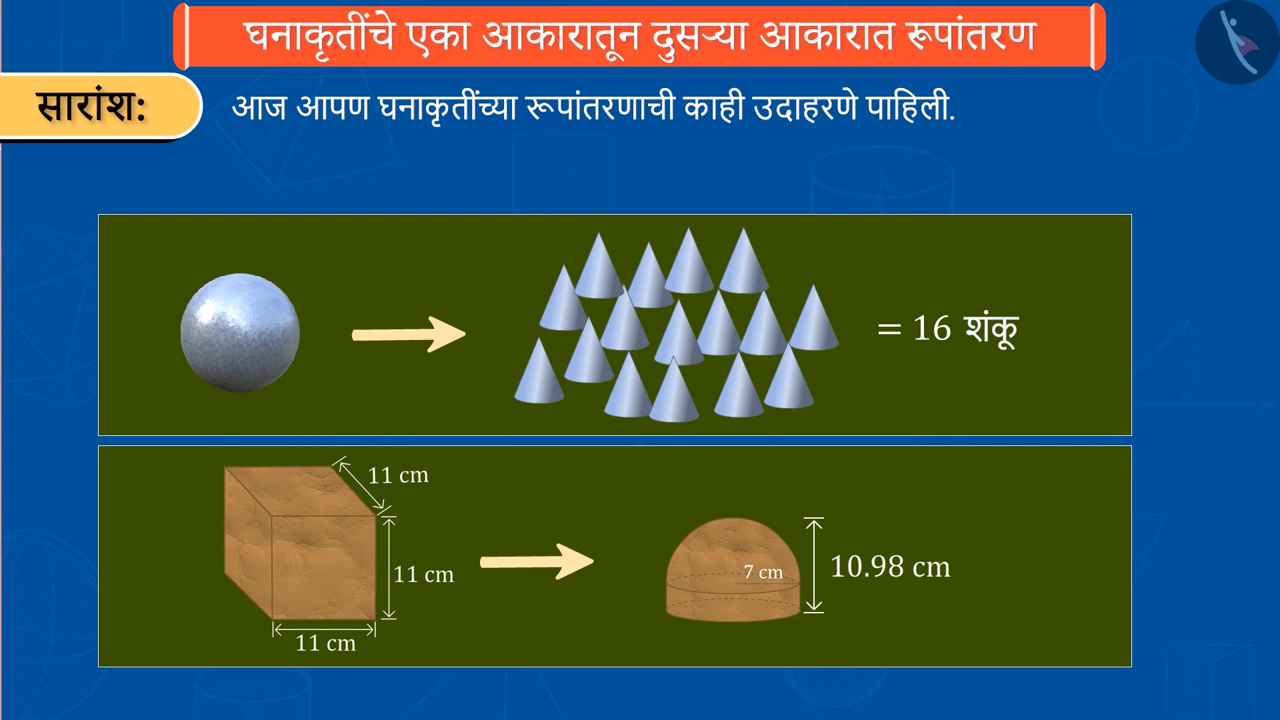 घनाकृतींचे एका आकारातून दुसऱ्या आकारात रूपांतरण
सारांश:
आज आपण घनाकृतींच्या रूपांतरणाची काही उदाहरणे पाहिली.
= 16 शंकू
11 cm
11 cm
11 cm
7 cm
10.98 cm